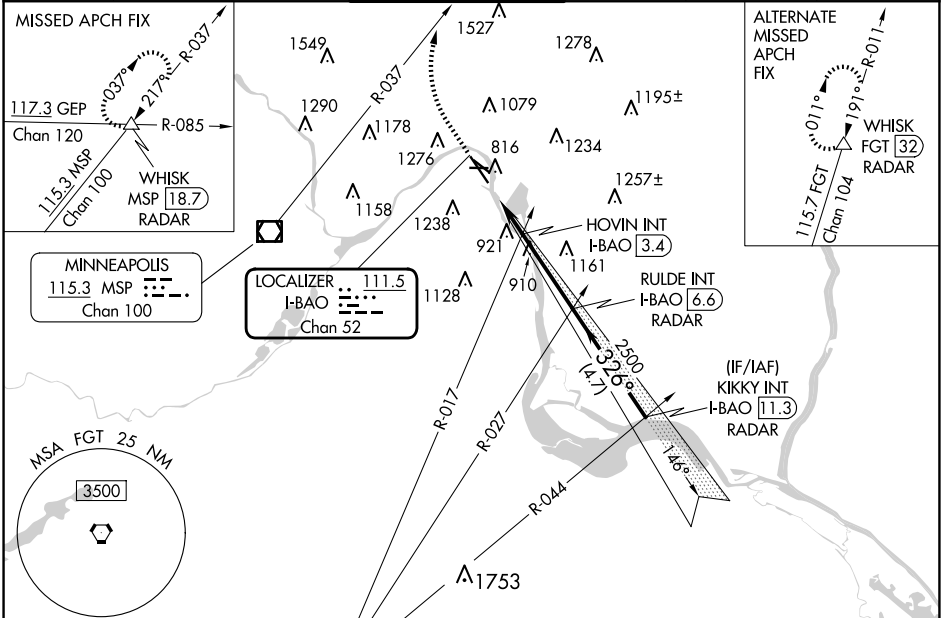 MISSED APCH FIX
R-037
037°
217°
117.3 GEP
Chan 120
R-085
115.3 MSP
Chan 100
WHISK
MSP 18.7
RADAR
1549
1527
1278
R-037
1290
1178
1079
1195±
1276
1234
816
1158
1238
1257±
921
HOVIN INT
I-BAO 3.4
910
1161
1128
RULDE INT
I-BAO 6.6
RADAR
ALTERNATE
MISSED
APCH
FIX
R-011
011°
191°
WHISK
FGT 32
RADAR
115.7 FGT
Chan 104
MINNEAPOLIS
115.3 MSP
Chan 100
LOCALIZER 111.5
I-BAO
Chan 52
2500
326°
(4.7)
(IF/IAF)
KIKKY INT
I-BAO 11.3
RADAR
R-017
R-027
R-044
146°
MSA FGT 25 NM
3500
1753